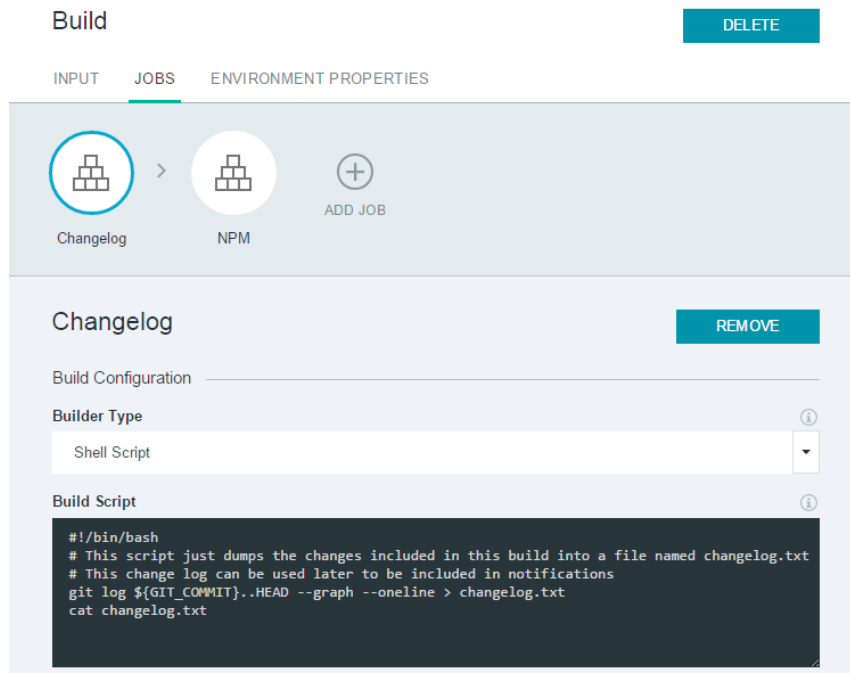 Build
DELETE
INPUT JOBS ENVIRONMENT PROPERTIES
ADD JOB
Changelog NPM
Changelog
REMOVE
Build Configuration
Builder Type
Shell Script
Build Script
#!/bin/bash
# This script just dumps the changes included in this build into a file named changelog.txt
# This change log can be used later to be included in notifications
git log ${GIT_COMMIT}..HEAD --graph --oneline > changelog.txt
cat changelog.txt